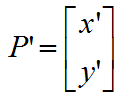 P' = [x'
y']